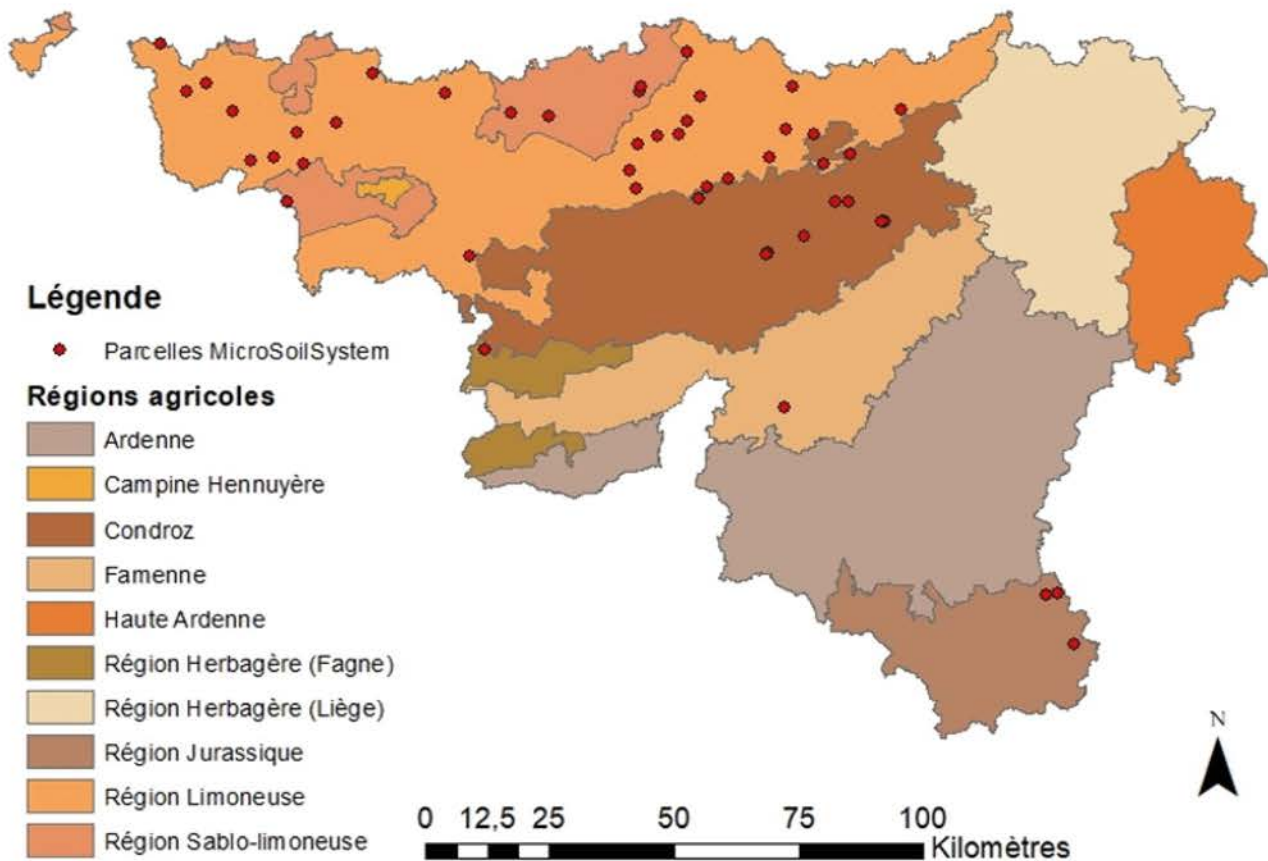 Légende
Parcelles MicroSoilSystem
Régions agricoles
Ardenne
Campine Hennuyère
Condroz
Famenne
Haute Ardenne
Région Herbagère (Fagne)
Région Herbagère (Liège)
Région Jurassique
Région Limoneuse
Région Sablo-limoneuse
N
0 12,5 25 50 75 100
Kilomètres